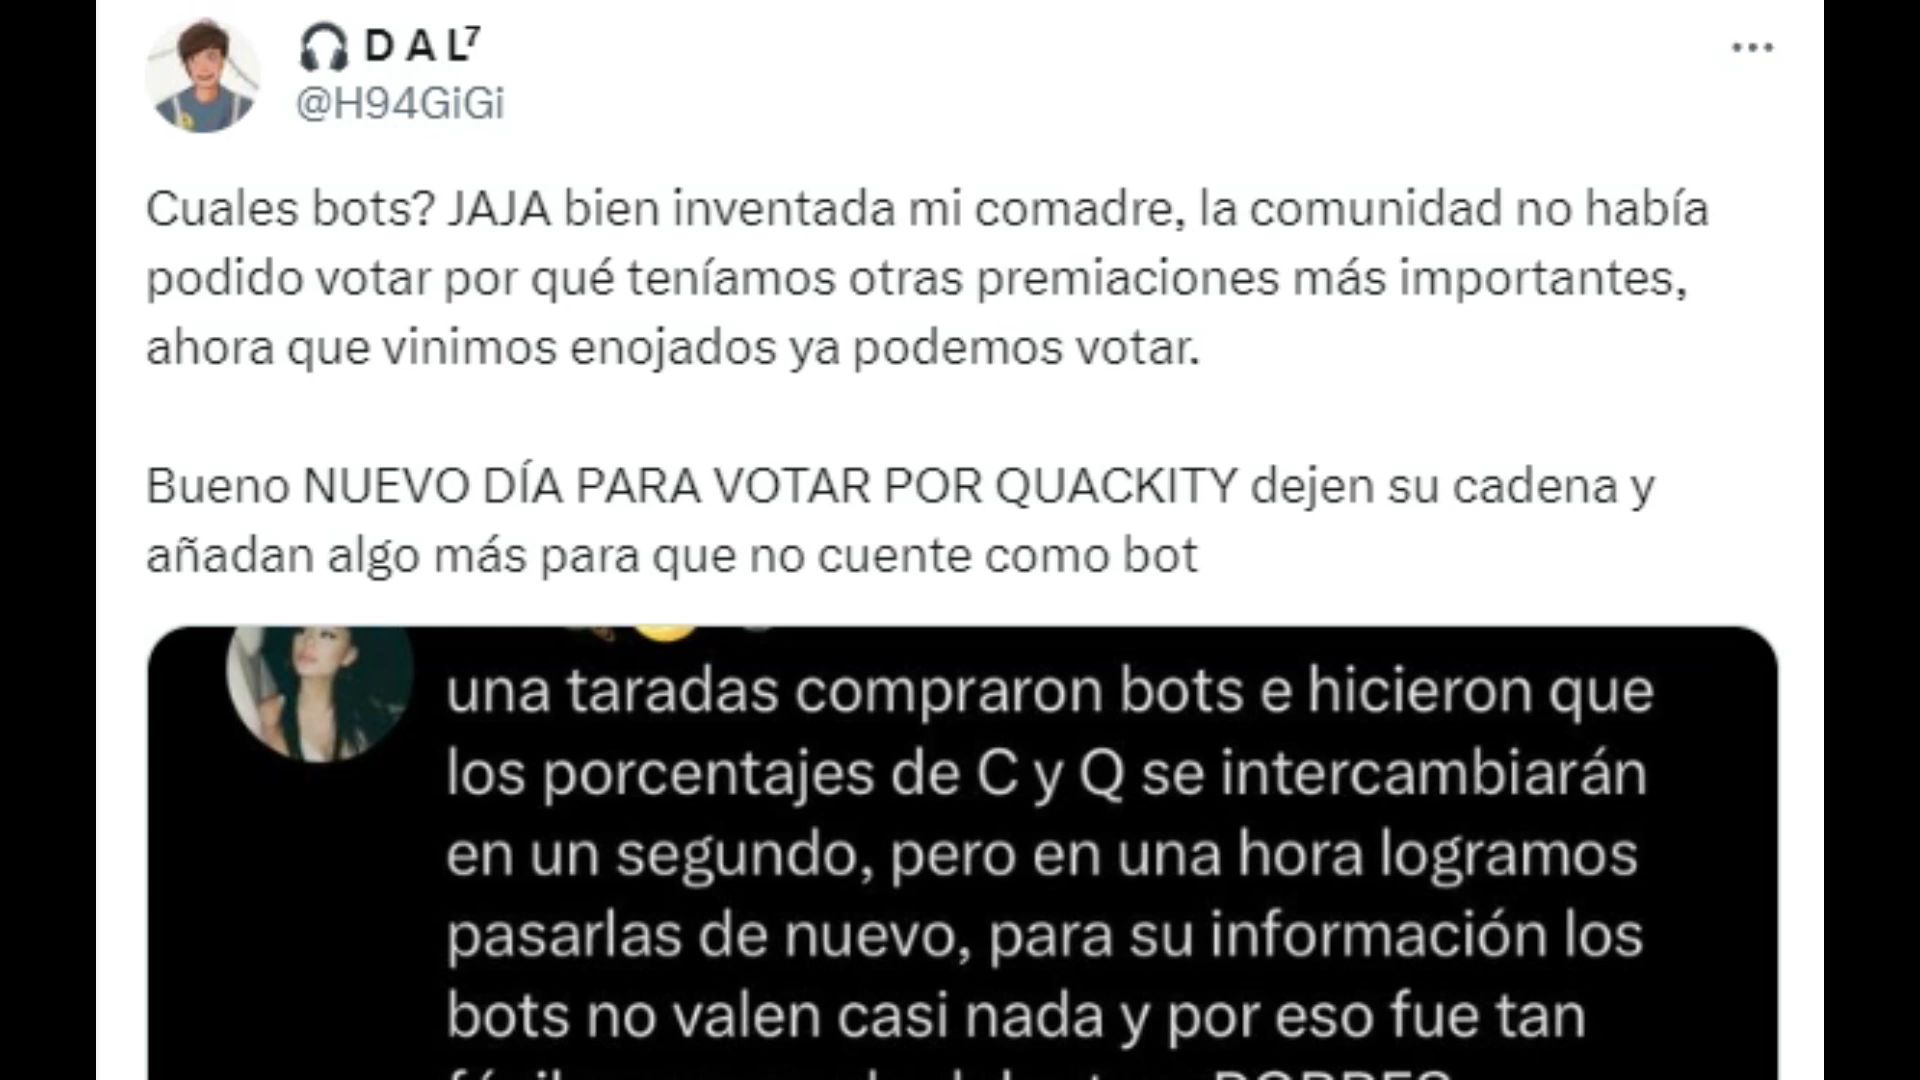 D A L⁷
@H94GiGi
Cuales bots? JAJA bien inventada mi comadre, la comunidad no había
podido votar por qué teníamos otras premiaciones más importantes,
ahora que vinimos enojados ya podemos votar.
Bueno NUEVO DÍA PARA VOTAR POR QUACKITY dejen su cadena y
añadan algo más para que no cuente como bot
una taradas compraron bots e hicieron que
los porcentajes de C y Q se intercambiarán
en un segundo, pero en una hora logramos
pasarlas de nuevo, para su información los
bots no valen casi nada y por eso fue tan